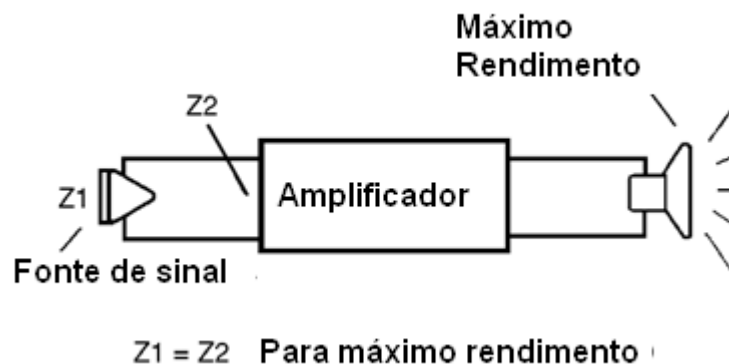 Máximo
Rendimento
Z2
Z1
Amplificador
Fonte de sinal
Z1 = Z2 Para máximo rendimento